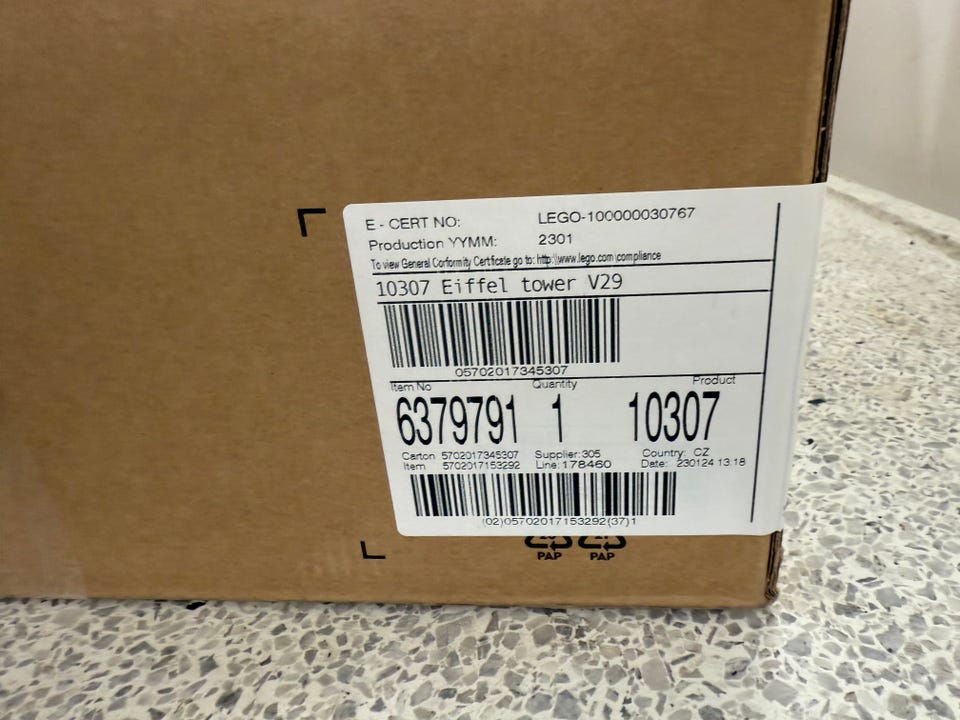 E - CERT NO: LEGO-100000030767
Production YYMM: 2301
To view General Conformity Certificate go to: http://www.lego.com/compliance
10307 Eiffel tower V29
05702017345307
Item No Quantity Product
6379791 1 10307
Carton 5702017345307 Supplier: 305 Country: CZ
Item 5702017153292 Line: 178460 Date: 230124 13:18
(02)05702017153292(37)1
PAP PAP